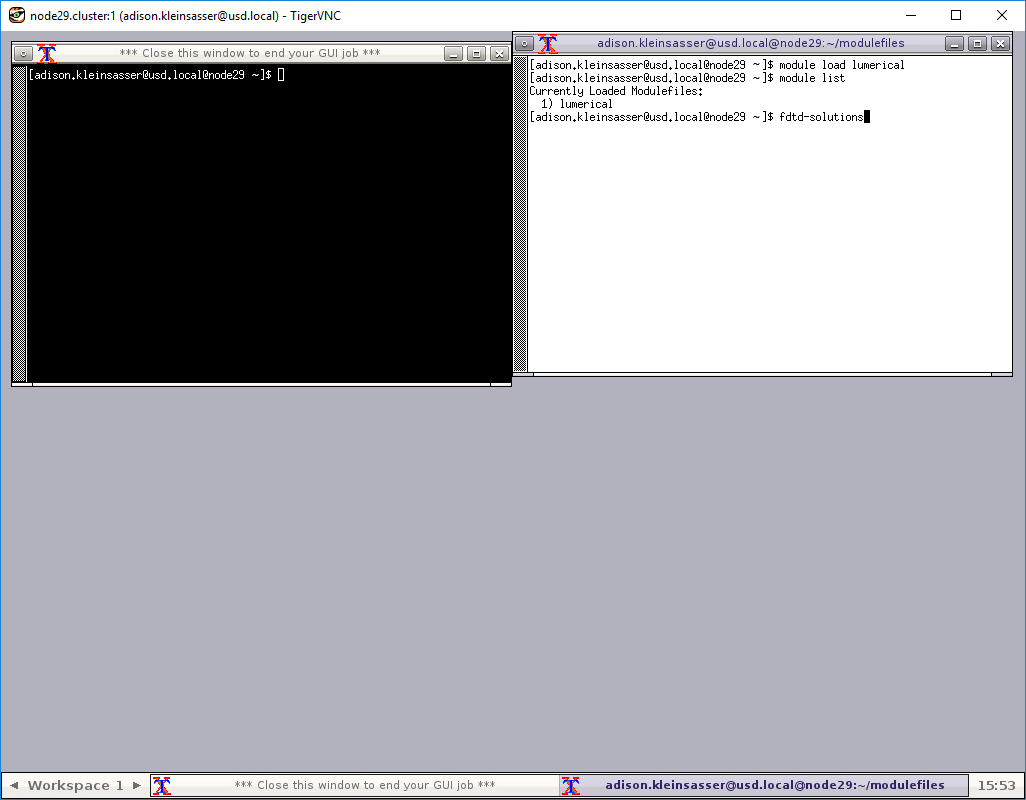 node29.cluster:1 (adison.kleinsasser@usd.local) - TigerVNC
*** Close this window to end your GUI job ***
[adison.kleinsasser@usd.local@node29 ~]$
adison.kleinsasser@usd.local@node29:~/modulefiles
[adison.kleinsasser@usd.local@node29 ~]$ module load lumerical
[adison.kleinsasser@usd.local@node29 ~]$ module list
Currently Loaded Modulefiles:
  1) lumerical
[adison.kleinsasser@usd.local@node29 ~]$ fdtd-solutions
◄ Workspace 1 ► *** Close this window to end your GUI job *** adison.kleinsasser@usd.local@node29:~/modulefiles 15:53